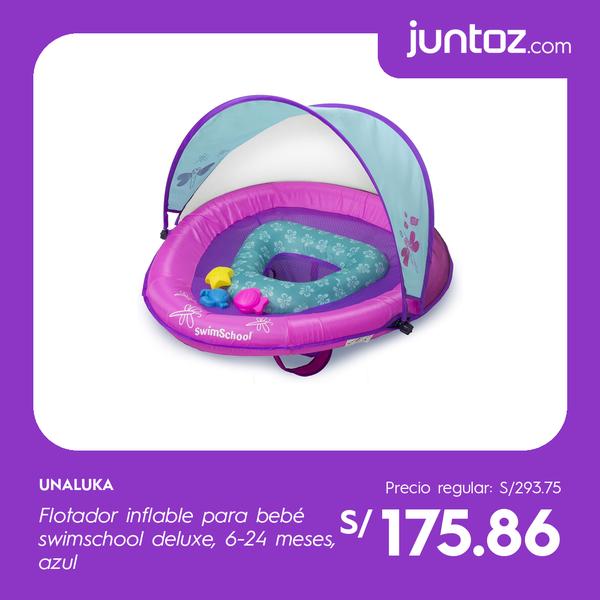 juntoz.com
swimSchool
UNALUKA
Flotador inflable para bebé
swimschool deluxe, 6-24 meses,
azul
Precio regular: S/293.75
S/175.86